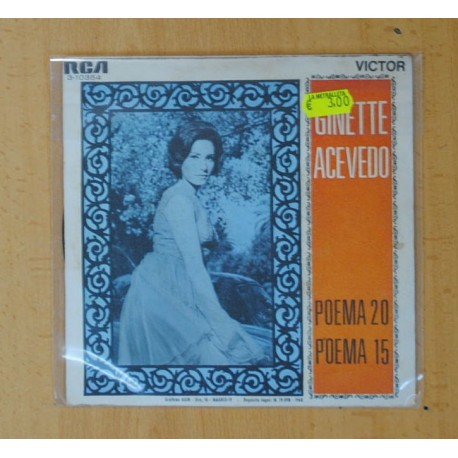 RCA
3-10354
VICTOR
LA METRALLETA
€ 3.00
GINETTE
ACEVEDO
POEMA 20
POEMA 15